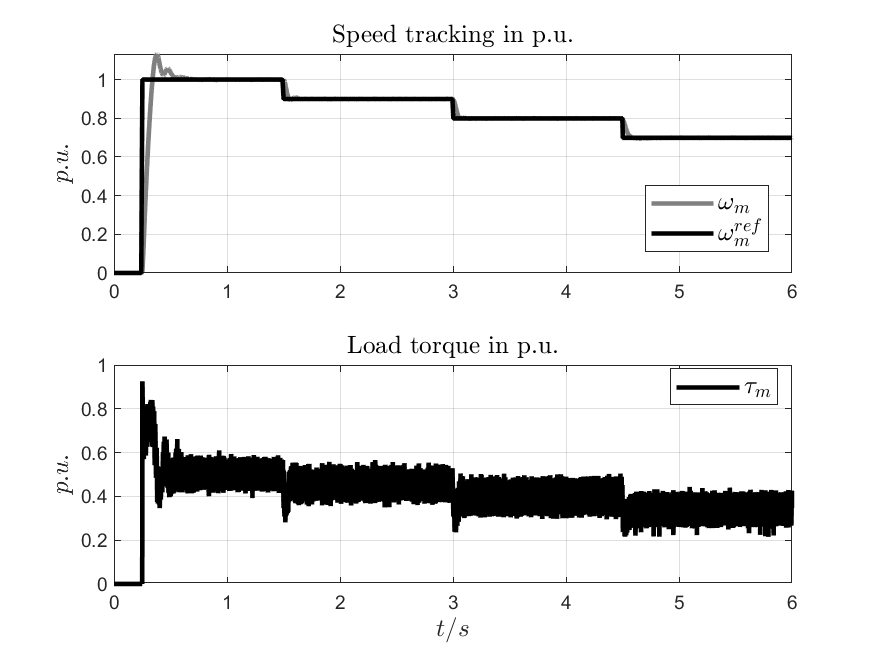 Speed tracking in p.u.
p.u.
1
0.8
0.6
0.4
0.2
0
0 1 2 3 4 5 6
ω_m
ω_m^{ref}
Load torque in p.u.
p.u.
1
0.8
0.6
0.4
0.2
0
0 1 2 3 4 5 6
τ_m
t/s